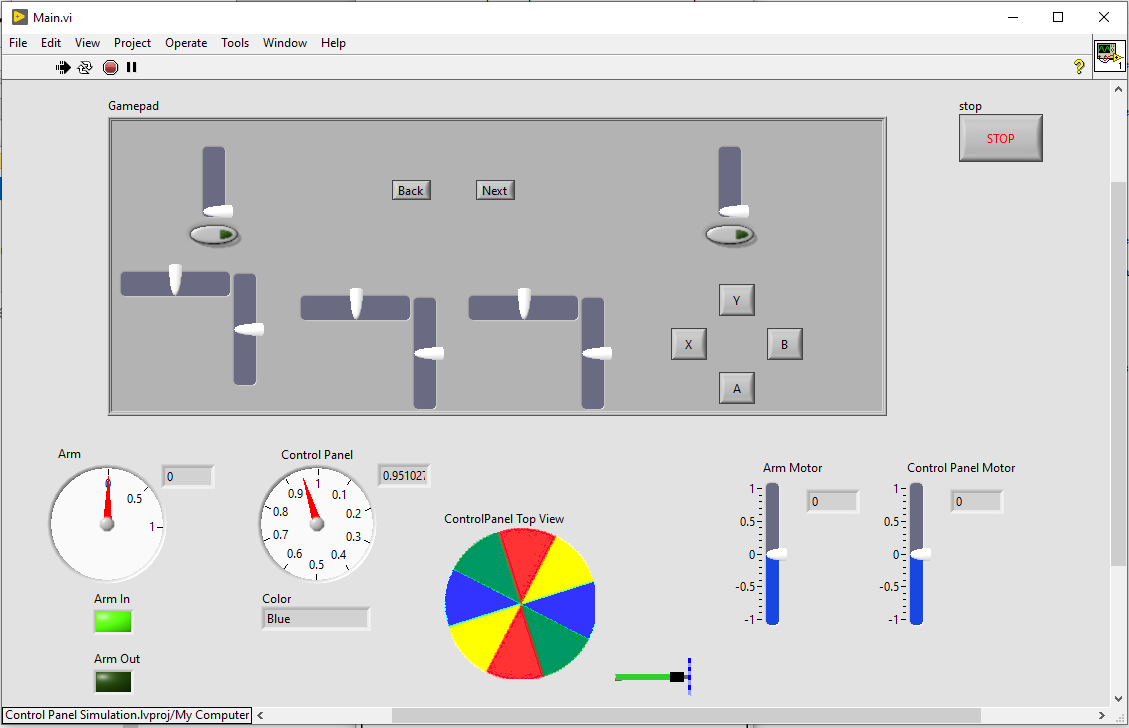 Main.vi
File Edit View Project Operate Tools Window Help
1
Gamepad
stop
STOP
Back
Next
Y
X
B
A
Arm
0
0.5
1
0
Control Panel
1
0.1
0.2
0.3
0.4
0.5
0.6
0.7
0.8
0.9
0.951027
Arm In
Color
Blue
Arm Out
ControlPanel Top View
Arm Motor
1
0.5
0
-0.5
-1
0
Control Panel Motor
1
0.5
0
-0.5
-1
0
Control Panel Simulation.lvproj/My Computer